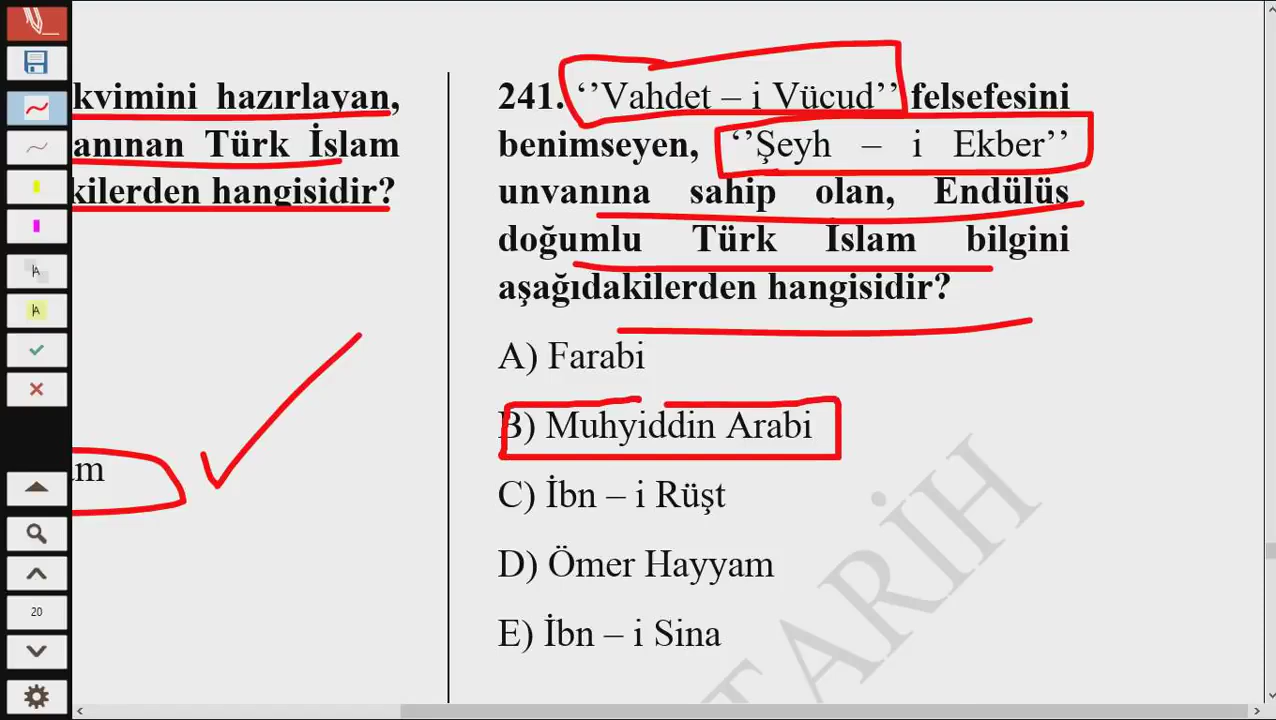 kvimini hazırlayan,
anınan Türk İslam
kilerden hangisidir?
am
241. ‘’Vahdet – i Vücud’’ felsefesini
benimseyen, ‘’Şeyh – i Ekber’’
unvanına sahip olan, Endülüs
doğumlu Türk İslam bilgini
aşağıdakilerden hangisidir?
A) Farabi
B) Muhyiddin Arabi
C) İbn – i Rüşt
D) Ömer Hayyam
E) İbn – i Sina
TARİH
20